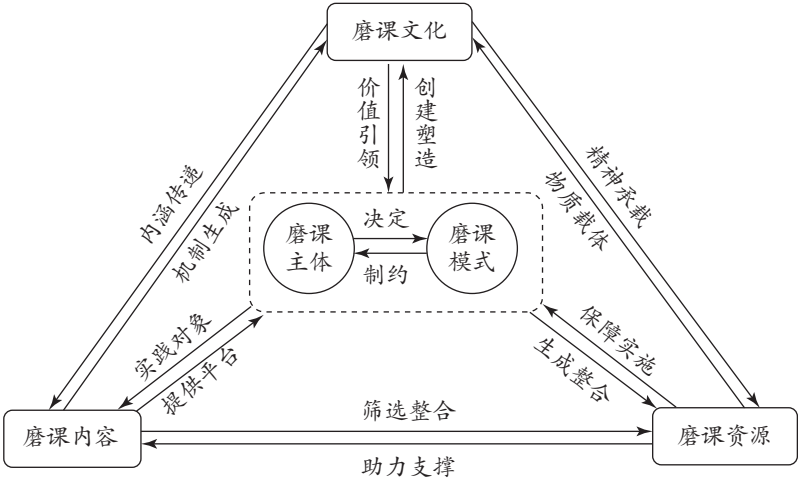 磨课文化
价值引领
创建塑造
内涵传递
机制生成
精神承载
物质载体
磨课
主体
决定
制约
磨课
模式
实践对象
提供平台
保障实施
生成整合
磨课内容
筛选整合
助力支撑
磨课资源